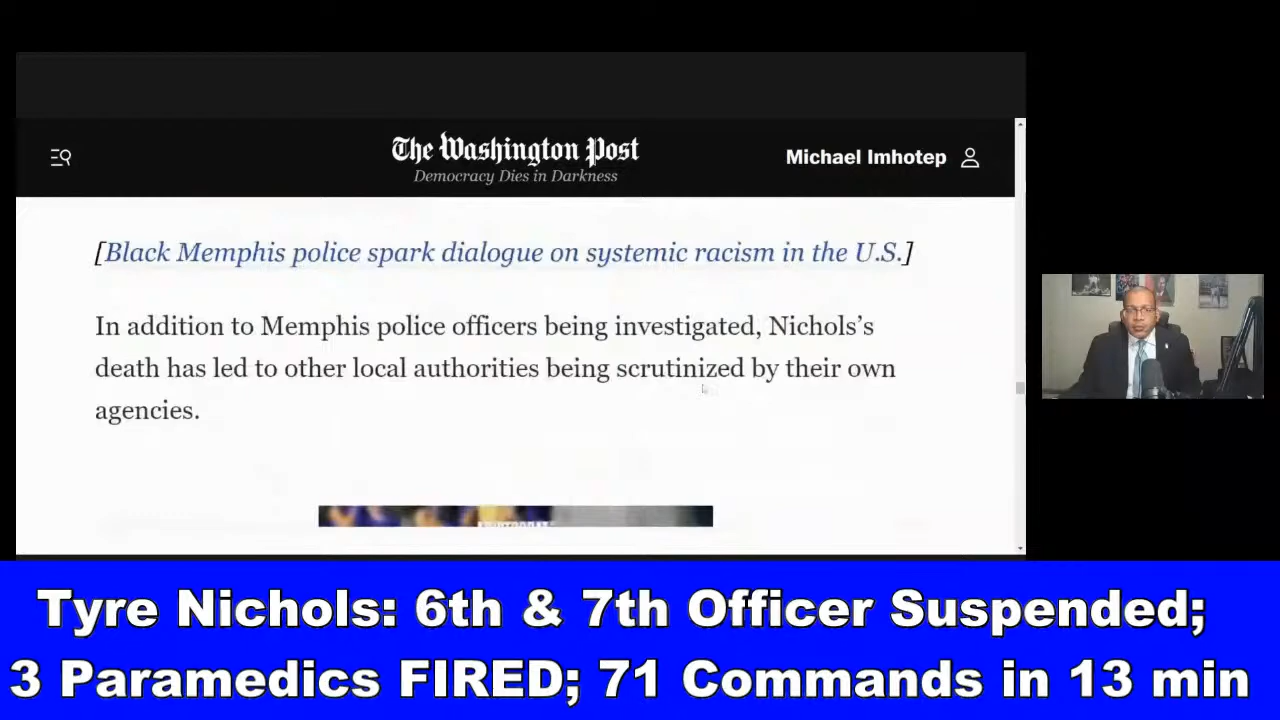 The Washington Post
Democracy Dies in Darkness
Michael Imhotep
[Black Memphis police spark dialogue on systemic racism in the U.S.]
In addition to Memphis police officers being investigated, Nichols’s
death has led to other local authorities being scrutinized by their own
agencies.
Tyre Nichols: 6th & 7th Officer Suspended;
3 Paramedics FIRED; 71 Commands in 13 min